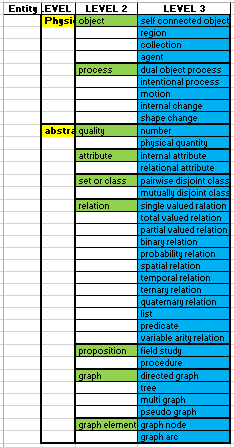 Entity LEVEL LEVEL 2 LEVEL 3
Physi object self connected object
region
collection
agent
process dual object process
intentional process
motion
internal change
shape change
abstra quality number
physical quantity
attribute internal attribute
relational attribute
set or class pairwise disjoint class
mutually disjoint class
relation single valued ralation
total valued relation
partial valued relation
binary relation
probability relation
spatial relation
temporal relation
ternary relation
quaternary relation
list
predicate
variable arity relation
proposition field study
procedure
graph directed graph
tree
multi graph
pseudo graph
graph element graph node
graph arc